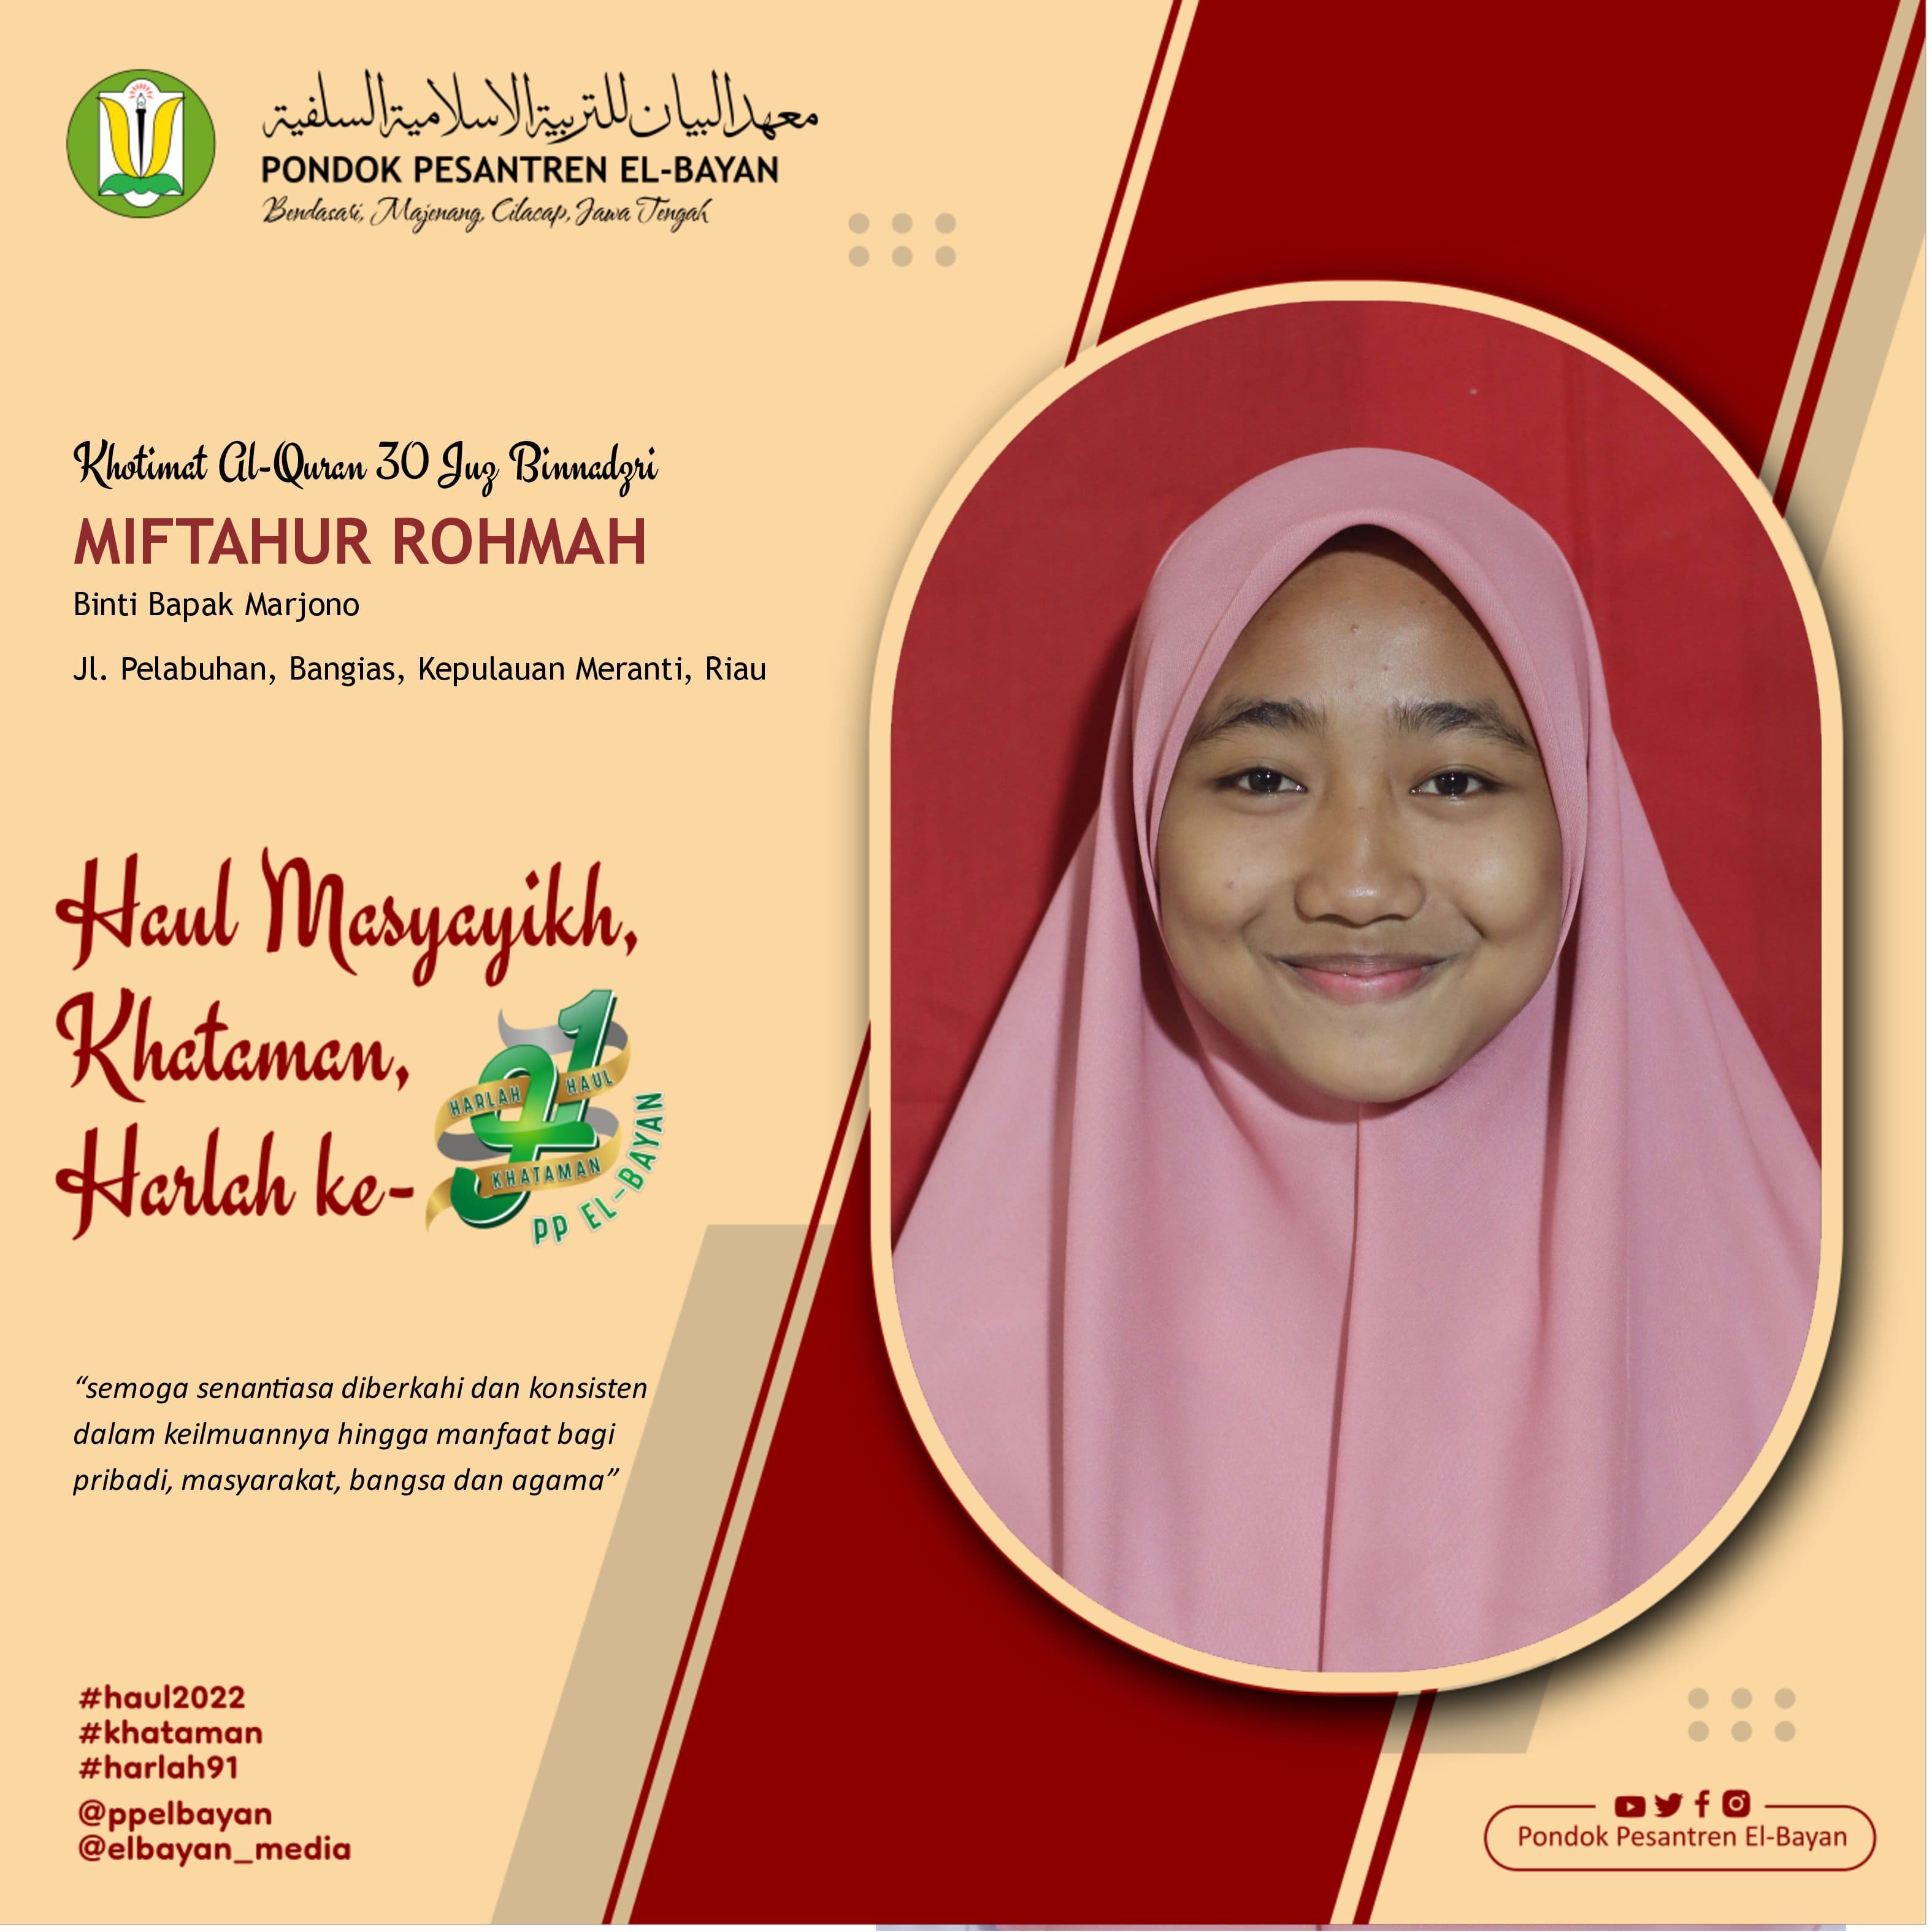 معهد البيان للتربية الاسلامية السلفية
PONDOK PESANTREN EL-BAYAN
Bendasari, Majenang, Cilacap, Jawa Tengah
Khotimat Al-Quran 30 Juz Binnadzri
MIFTAHUR ROHMAH
Binti Bapak Marjono
Jl. Pelabuhan, Bangias, Kepulauan Meranti, Riau
Haul Masyayikh,
Khataman,
Harlah ke-
91
HARLAH HAUL
KHATAMAN
PP EL-BAYAN
“semoga senantiasa diberkahi dan konsisten
dalam keilmuannya hingga manfaat bagi
pribadi, masyarakat, bangsa dan agama”
#haul2022
#khataman
#harlah91
@ppelbayan
@elbayan_media
Pondok Pesantren El-Bayan